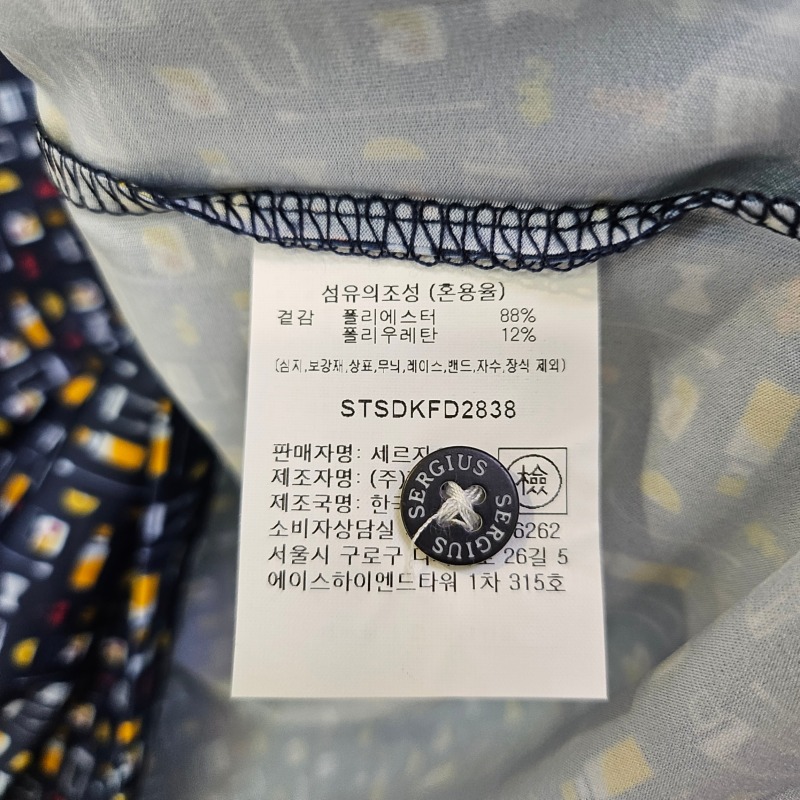 섬유의조성 (혼용율)
겉감 폴리에스터 88%
폴리우레탄 12%
(심지,보강재,상표,무늬,레이스,밴드,자수,장식 제외)
STSDKFD2838
판매자명: 세르지
제조자명: (주)
제조국명: 한국
檢
SERGIUS SERGIUS
소비자상담실 6262
서울시 구로구 26길 5
에이스하이엔드타워 1차 315호